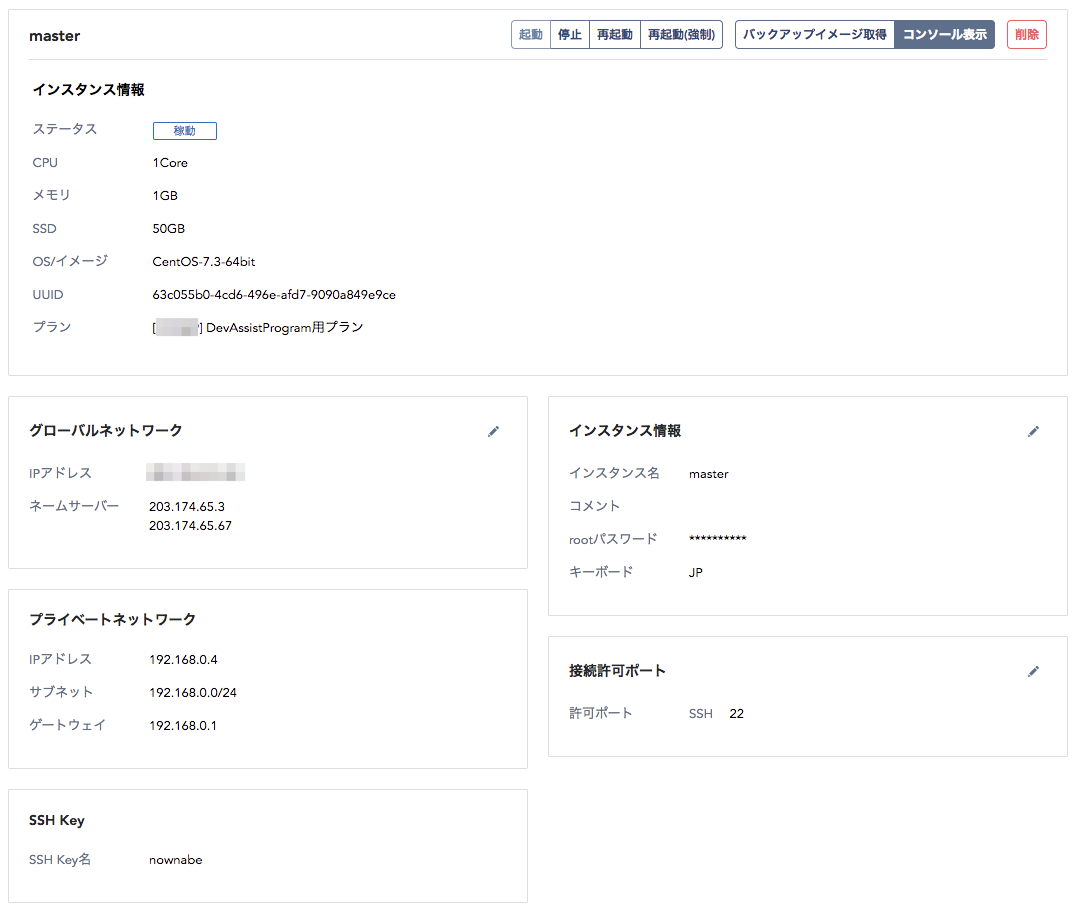 master
起動 停止 再起動 再起動(強制) バックアップイメージ取得 コンソール表示 削除
インスタンス情報
ステータス 稼動
CPU 1Core
メモリ 1GB
SSD 50GB
OS/イメージ CentOS-7.3-64bit
UUID 63c055b0-4cd6-496e-afd7-9090a849e9ce
プラン [ ] DevAssistProgram用プラン
グローバルネットワーク
IPアドレス
ネームサーバー 203.174.65.3
203.174.65.67
プライベートネットワーク
IPアドレス 192.168.0.4
サブネット 192.168.0.0/24
ゲートウェイ 192.168.0.1
SSH Key
SSH Key名 nownabe
インスタンス情報
インスタンス名 master
コメント
rootパスワード **********
キーボード JP
接続許可ポート
許可ポート SSH 22